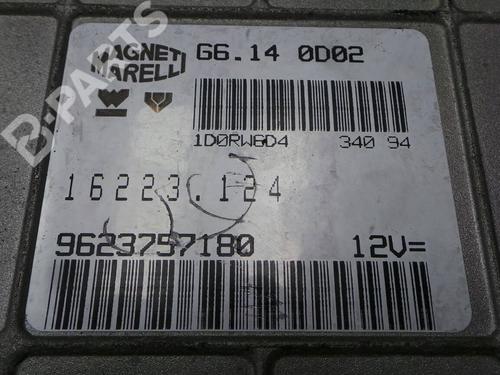 B-PARTS
MAGNETI
MARELLI
G6.14 0D02
1D0RW6D4 340 94
16223.124
9623757180 12V=